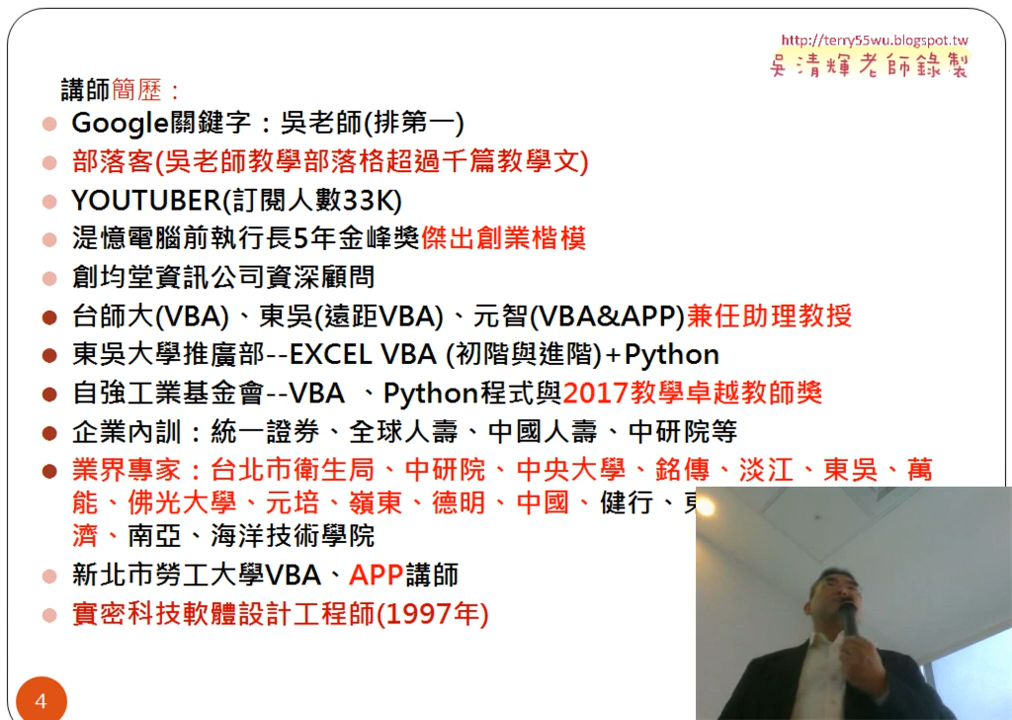 http://terry55wu.blogspot.tw
吳清輝老師錄製
講師簡歷：
Google關鍵字：吳老師(排第一)
部落客(吳老師教學部落格超過千篇教學文)
YOUTUBER(訂閱人數33K)
湜憶電腦前執行長5年金峰獎傑出創業楷模
創均堂資訊公司資深顧問
台師大(VBA)、東吳(遠距VBA)、元智(VBA&APP)兼任助理教授
東吳大學推廣部--EXCEL VBA (初階與進階)+Python
自強工業基金會--VBA 、Python程式與2017教學卓越教師獎
企業內訓：統一證券、全球人壽、中國人壽、中研院等
業界專家：台北市衛生局、中研院、中央大學、銘傳、淡江、東吳、萬
能、佛光大學、元培、嶺東、德明、中國、健行、
濟、南亞、海洋技術學院
新北市勞工大學VBA、APP講師
實密科技軟體設計工程師(1997年)
4